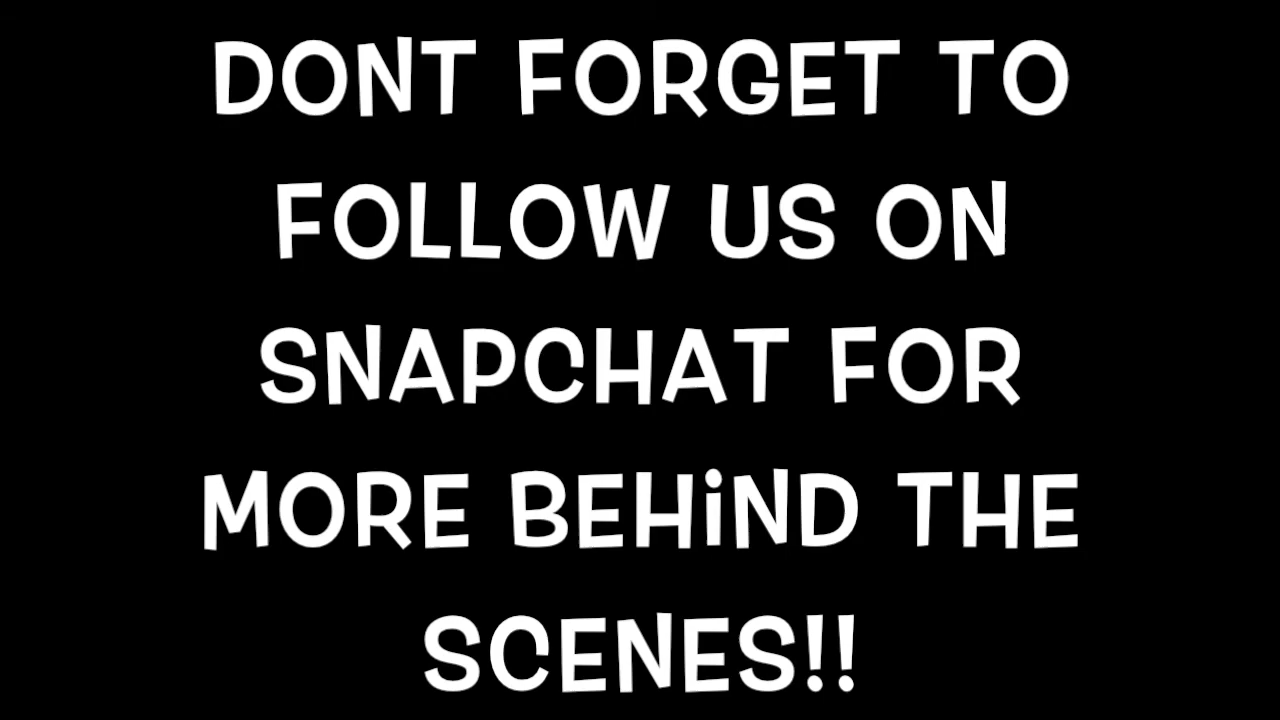 DONT FORGET TO
FOLLOW US ON
SNAPCHAT FOR
MORE BEHiND THE
SCENES!!